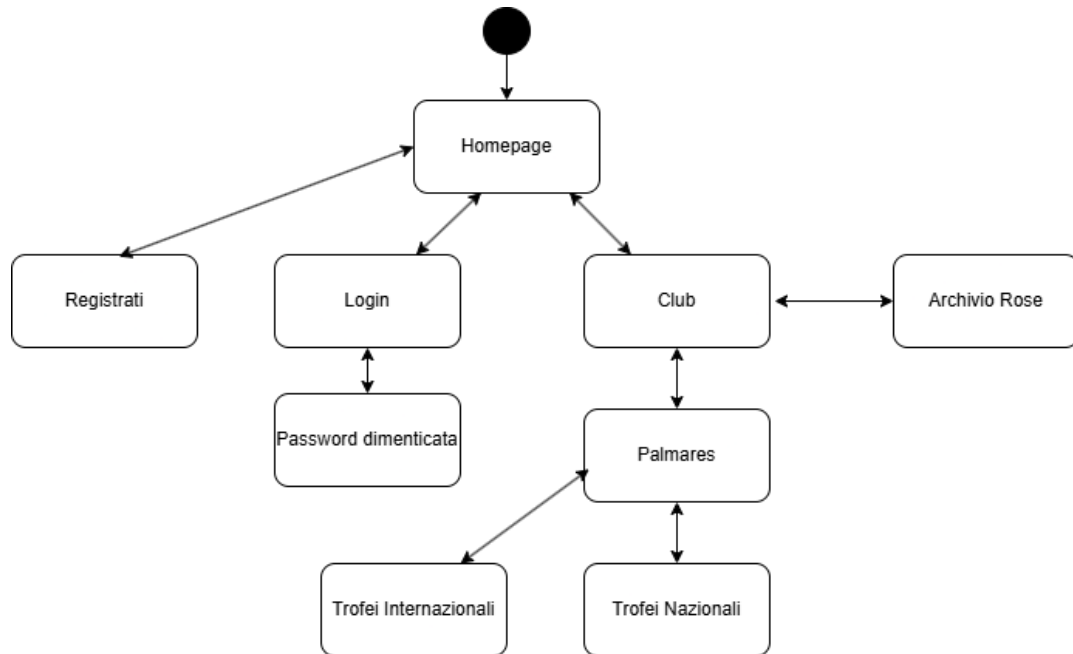 Homepage
Registrati
Login
Club
Archivio Rose
Password dimenticata
Palmares
Trofei Internazionali
Trofei Nazionali